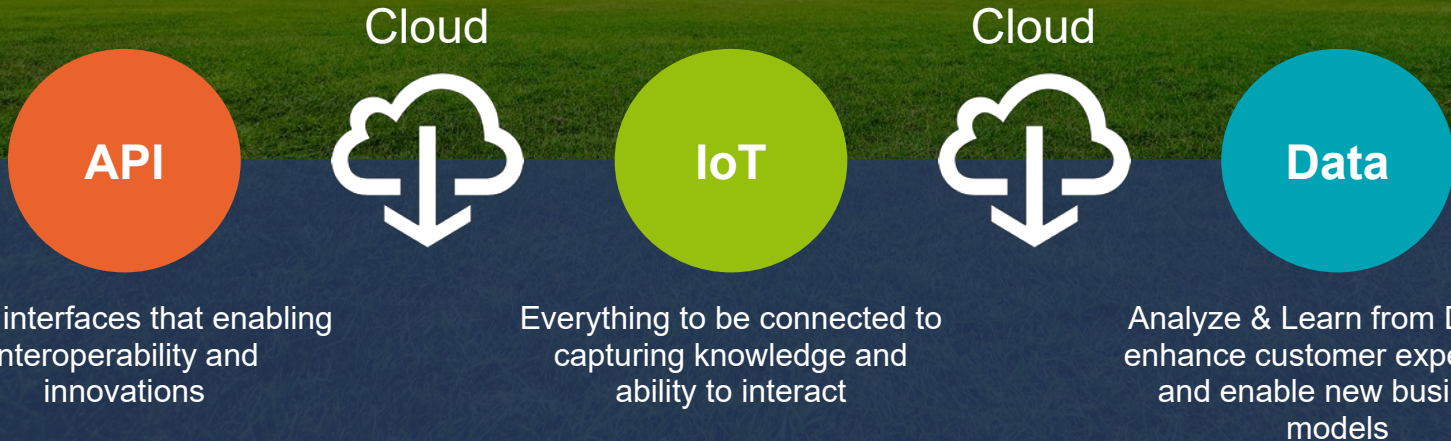 Cloud
Cloud
API
IoT
Data
interfaces that enabling
interoperability and
innovations
Everything to be connected to
capturing knowledge and
ability to interact
Analyze & Learn from
enhance customer
and enable new
models